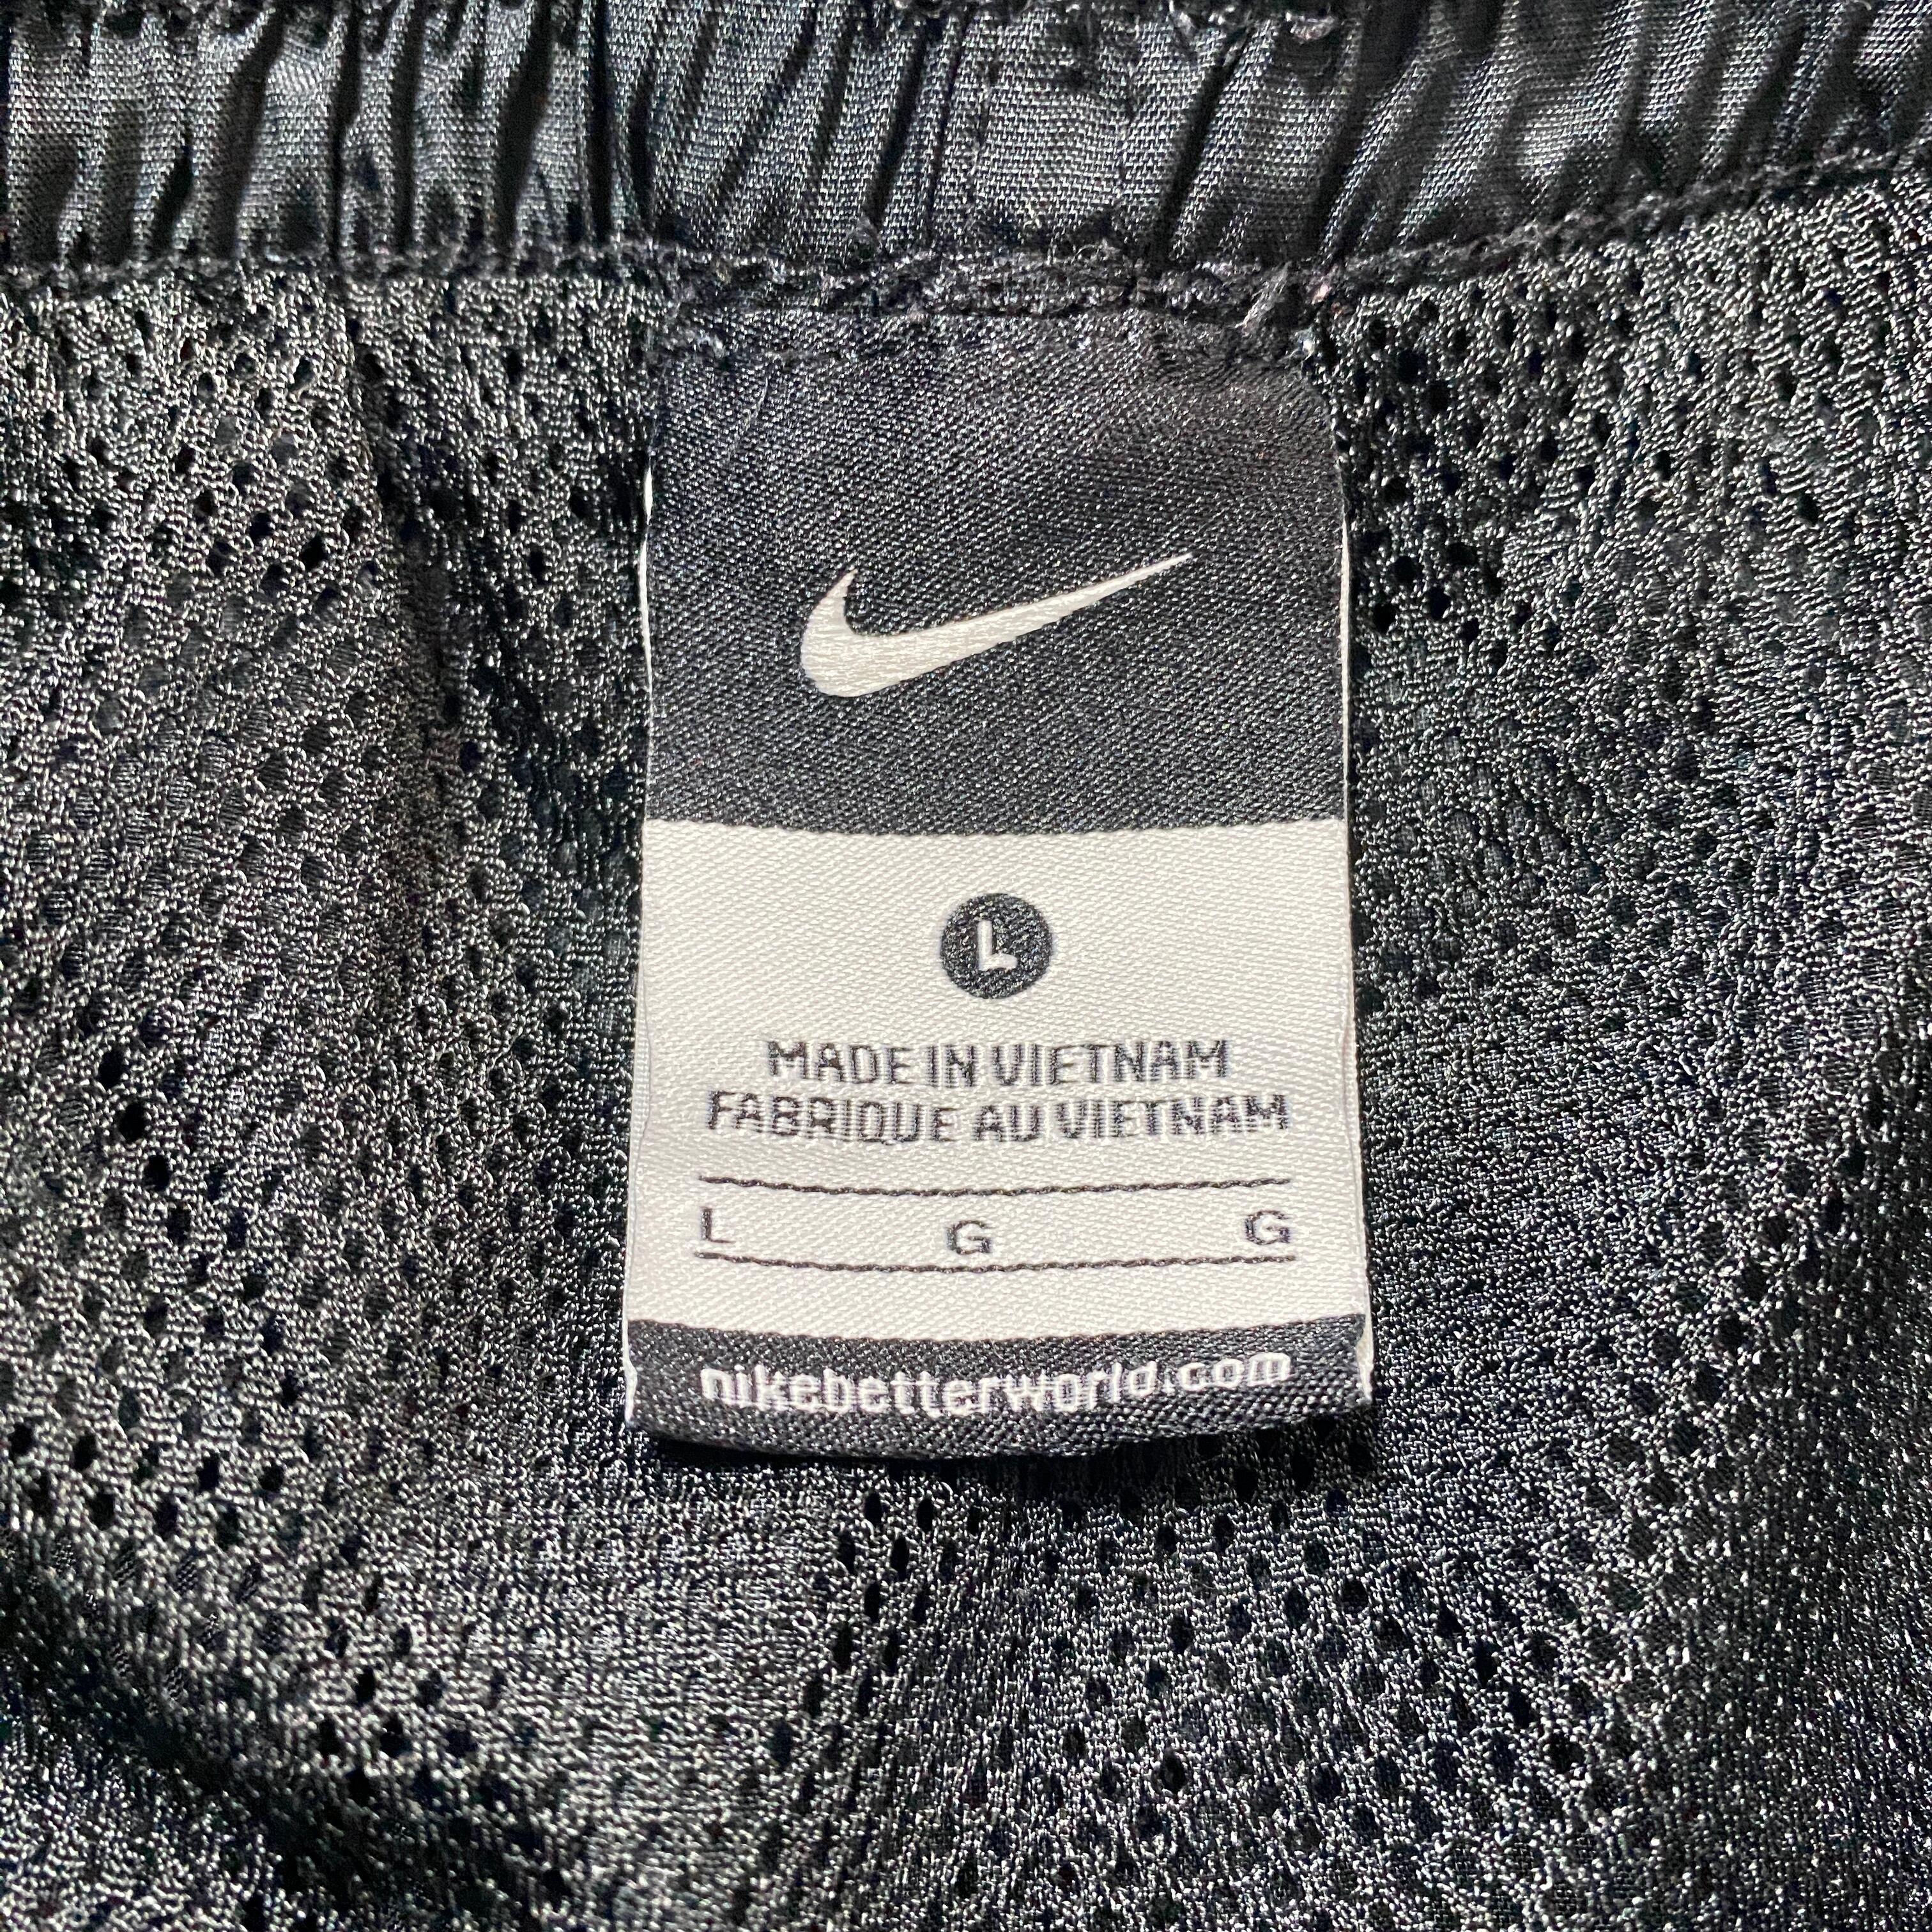 L
MADE IN VIETNAM
FABRIQUE AU VIETNAM
L G G
nikebetterworld.com